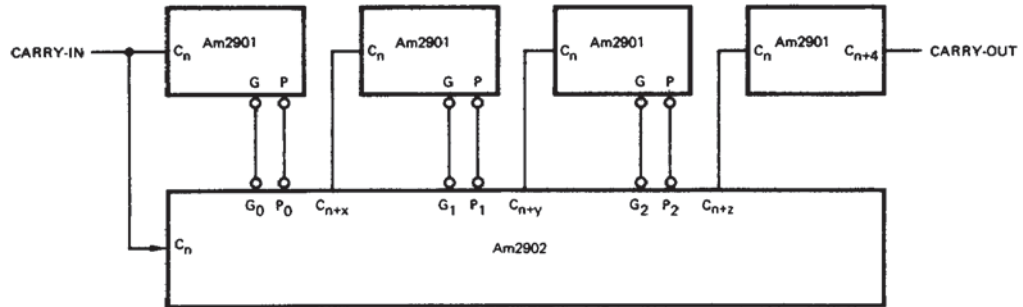 Am2901 Am2901 Am2901 Am2901
CARRY-IN Cn Cn Cn Cn Cn+4 CARRY-OUT
G P G P G P
G0 P0 Cn+x G1 P1 Cn+y G2 P2 Cn+z
Cn
Am2902